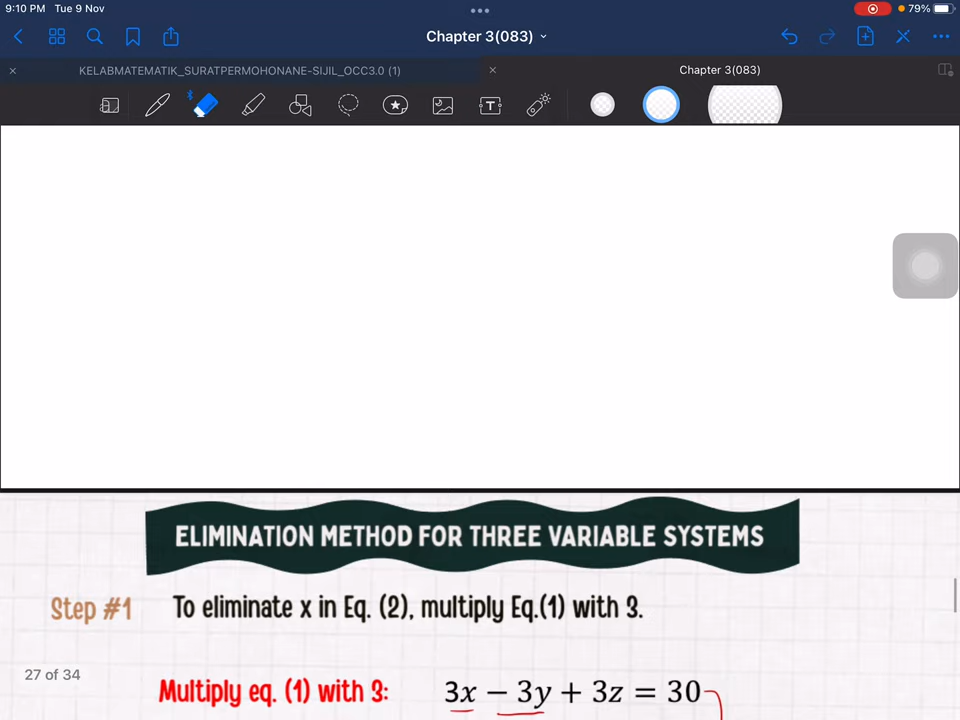 9:10 PM Tue 9 Nov
79%
Chapter 3(083)
KELABMATEMATIK_SURATPERMOHONANE-SIJIL_OCC3.0 (1)
Chapter 3(083)
T
ELIMINATION METHOD FOR THREE VARIABLE SYSTEMS
Step #1 To eliminate x in Eq. (2), multiply Eq.(1) with 3.
27 of 34
Multiply eq. (1) with 3: 3x − 3y + 3z = 30